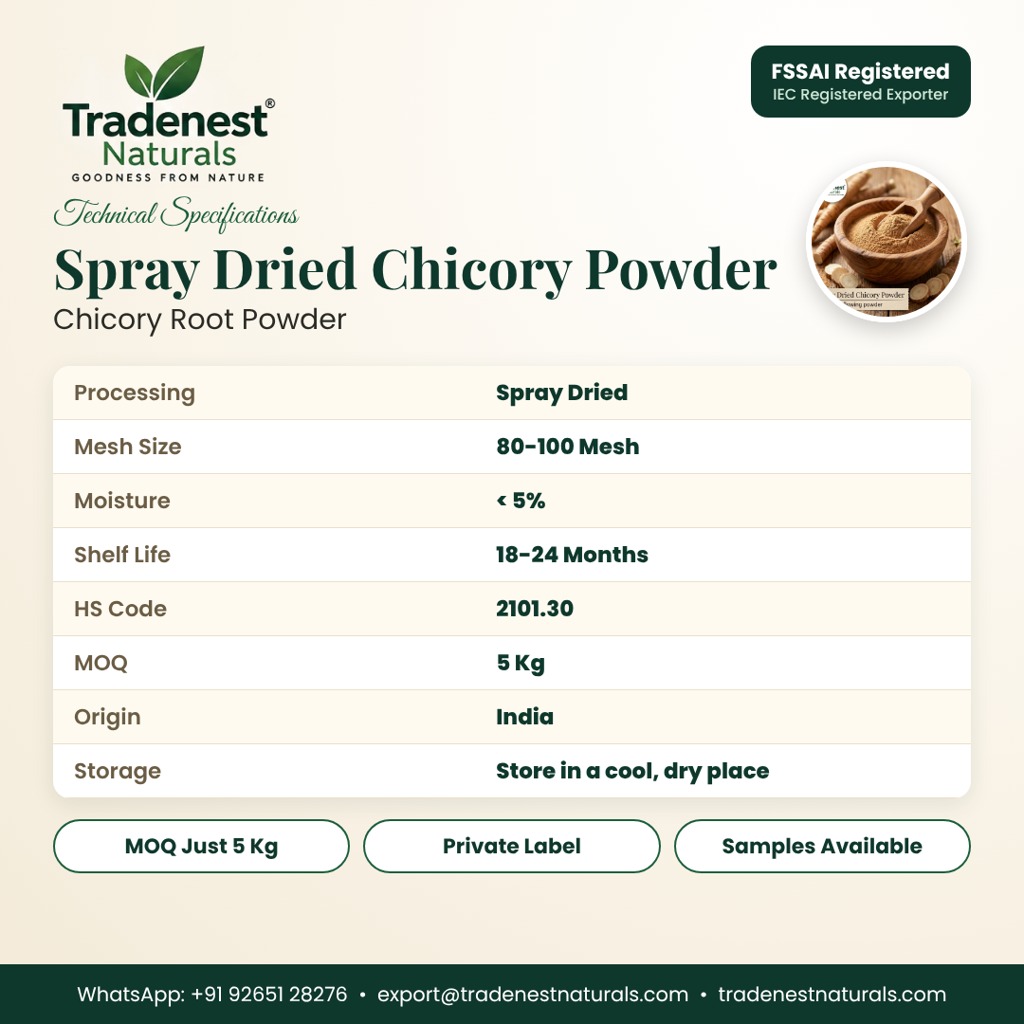 Tradenest®
Naturals
GOODNESS FROM NATURE
FSSAI Registered
IEC Registered Exporter
Technical Specifications
Spray Dried Chicory Powder
Chicory Root Powder
Dried Chicory Powder
powder
Processing Spray Dried
Mesh Size 80-100 Mesh
Moisture < 5%
Shelf Life 18-24 Months
HS Code 2101.30
MOQ 5 Kg
Origin India
Storage Store in a cool, dry place
MOQ Just 5 Kg Private Label Samples Available
WhatsApp: +91 92651 28276 • export@tradenestnaturals.com • tradenestnaturals.com